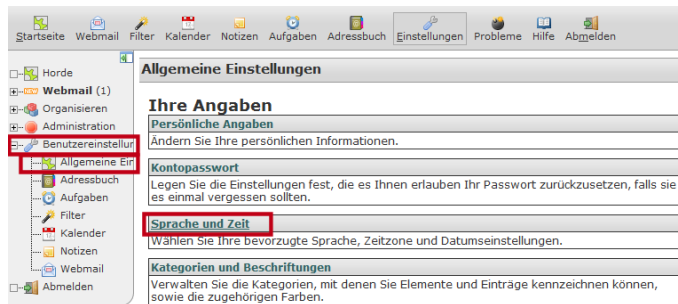 Startseite Webmail Filter Kalender Notizen Aufgaben Adressbuch Einstellungen Probleme Hilfe Abmelden
Horde
Webmail (1)
Organisieren
Administration
Benutzereinstellur
Allgemeine Ein
Adressbuch
Aufgaben
Filter
Kalender
Notizen
Webmail
Abmelden
Allgemeine Einstellungen
Ihre Angaben
Persönliche Angaben
Ändern Sie Ihre persönlichen Informationen.
Kontopasswort
Legen Sie die Einstellungen fest, die es Ihnen erlauben Ihr Passwort zurückzusetzen, falls sie
es einmal vergessen sollten.
Sprache und Zeit
Wählen Sie Ihre bevorzugte Sprache, Zeitzone und Datumseinstellungen.
Kategorien und Beschriftungen
Verwalten Sie die Kategorien, mit denen Sie Elemente und Einträge kennzeichnen können,
sowie die zugehörigen Farben.